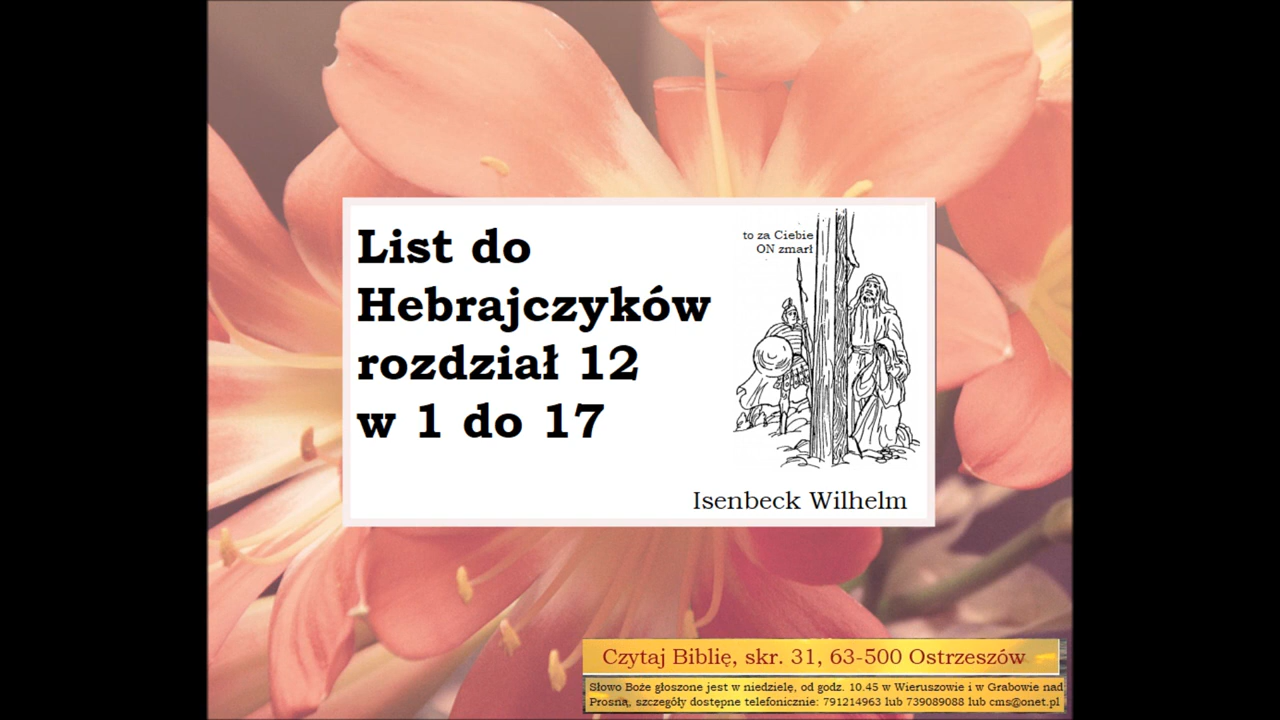 List do
Hebrajczyków
rozdział 12
w 1 do 17
to za Ciebie
ON zmarł
Isenbeck Wilhelm
Czytaj Biblię, skr. 31, 63-500 Ostrzeszów
Słowo Boże głoszone jest w niedzielę, od godz. 10.45 w Wieruszowie i w Grabowie nad
Prosną, szczegóły dostępne telefonicznie: 791214963 lub 739089088 lub cms@onet.pl